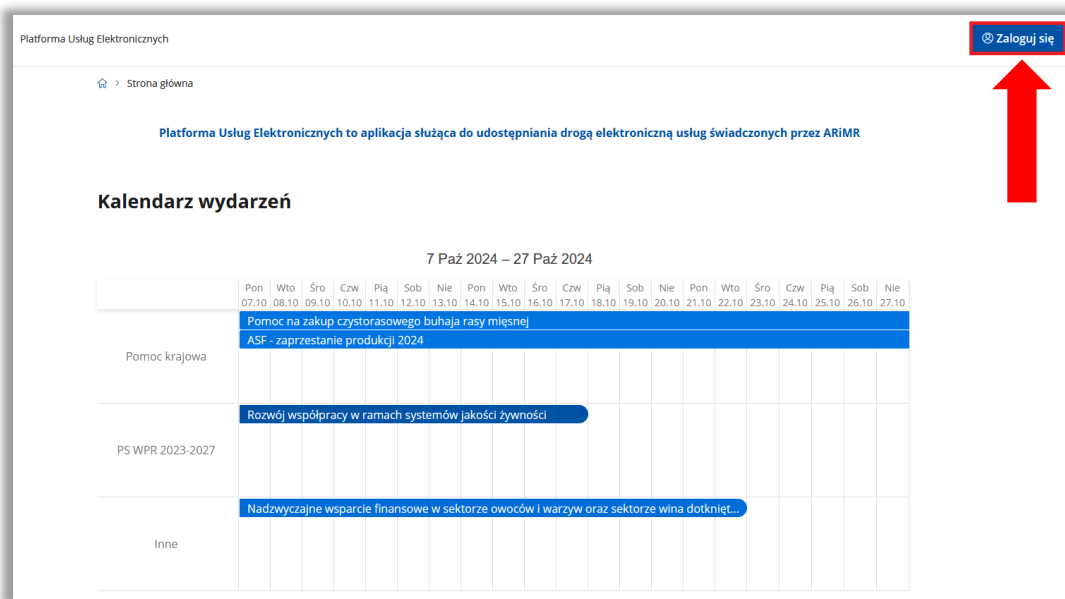 Platforma Usług Elektronicznych
Zaloguj się
Strona główna
Platforma Usług Elektronicznych to aplikacja służąca do udostępniania drogą elektroniczną usług świadczonych przez ARiMR
Kalendarz wydarzeń
7 Paź 2024 – 27 Paź 2024
Pon Wto Śro Czw Pią Sob Nie Pon Wto Śro Czw Pią Sob Nie Pon Wto Śro Czw Pią Sob Nie
07.10 08.10 09.10 10.10 11.10 12.10 13.10 14.10 15.10 16.10 17.10 18.10 19.10 20.10 21.10 22.10 23.10 24.10 25.10 26.10 27.10
Pomoc na zakup czystorasowego buhaja rasy mięsnej
ASF - zaprzestanie produkcji 2024
Pomoc krajowa
Rozwój współpracy w ramach systemów jakości żywności
PS WPR 2023-2027
Nadzwyczajne wsparcie finansowe w sektorze owoców i warzyw oraz sektorze wina dotknięt...
Inne